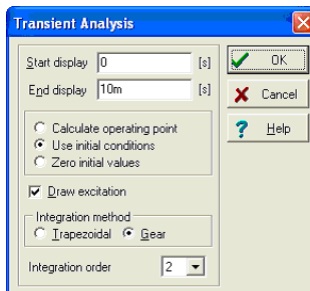 Transient Analysis
Start display 0 [s]
End display 10m [s]
Calculate operating point
Use initial conditions
Zero initial values
Draw excitation
Integration method
Trapezoidal Gear
Integration order 2
OK
Cancel
? Help